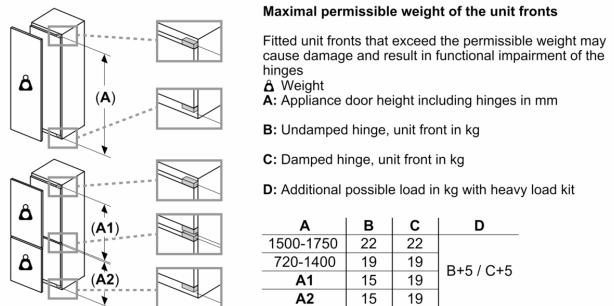 Maximal permissible weight of the unit fronts
Fitted unit fronts that exceed the permissible weight may
cause damage and result in functional impairment of the
hinges
Weight
A: Appliance door height including hinges in mm
B: Undamped hinge, unit front in kg
C: Damped hinge, unit front in kg
D: Additional possible load in kg with heavy load kit
(A)
(A1)
(A2)
A B C D
1500-1750 22 22
720-1400 19 19
B+5 / C+5
A1 15 19
A2 15 19